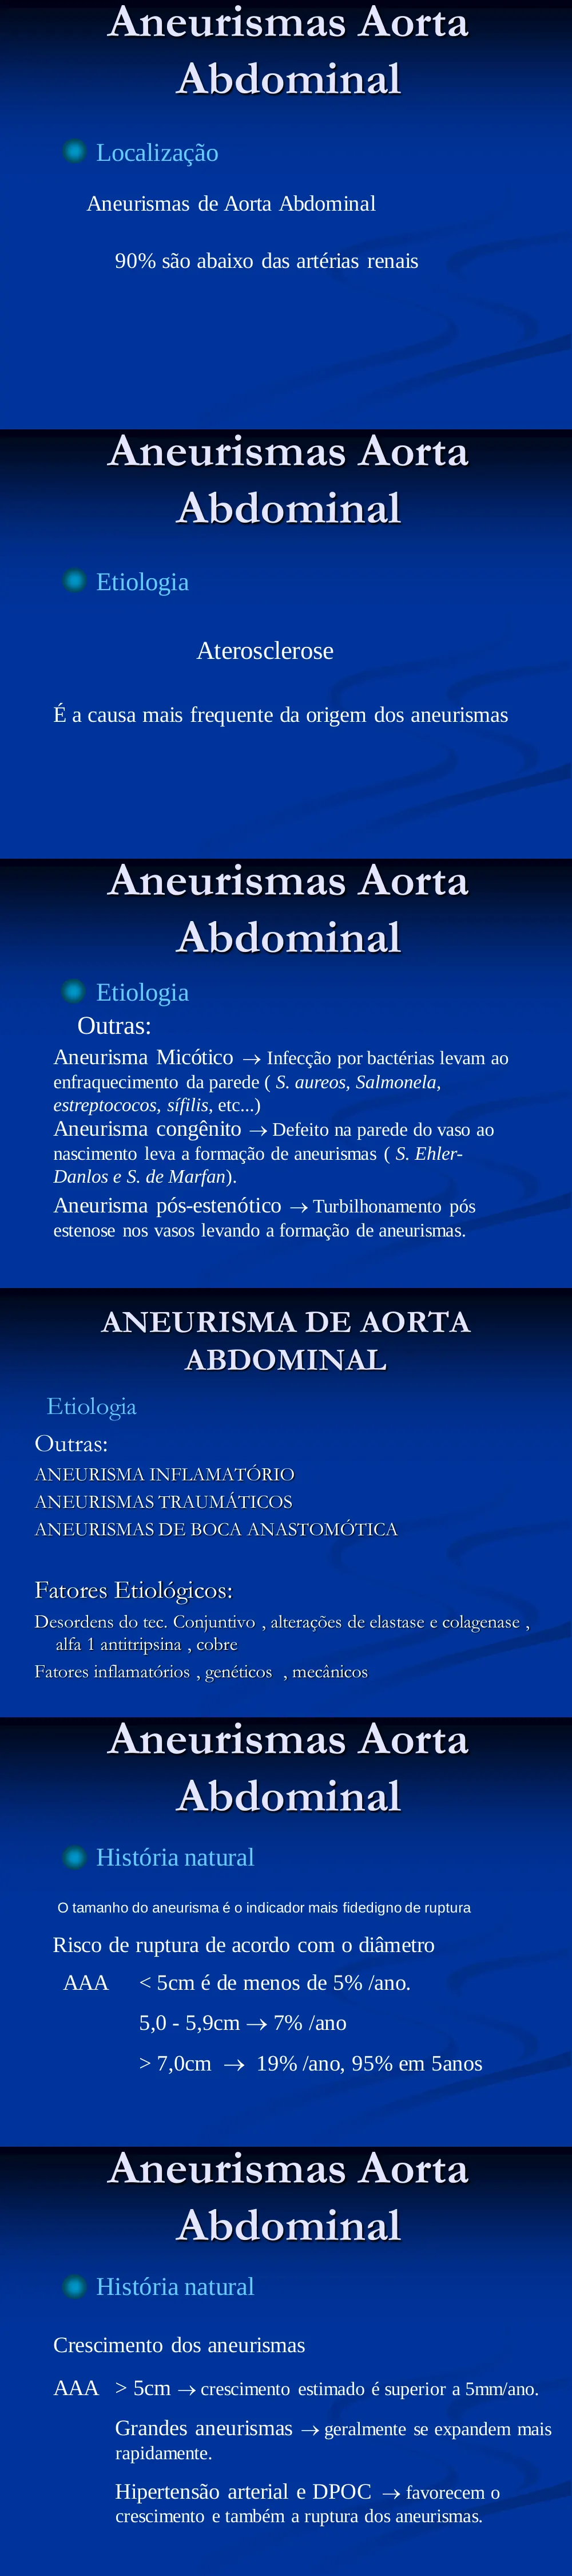 Aneurismas Aorta
Abdominal
Localização
Aneurismas de Aorta Abdominal
90% são abaixo das artérias renais
Aneurismas Aorta
Abdominal
Etiologia
Aterosclerose
É a causa mais frequente da origem dos aneurismas
Aneurismas Aorta
Abdominal
Etiologia
Outras:
Aneurisma Micótico → Infecção por bactérias levam ao
enfraquecimento da parede ( S. aureos, Salmonela,
estreptococos, sífilis, etc...)
Aneurisma congênito → Defeito na parede do vaso ao
nascimento leva a formação de aneurismas ( S. Ehler-
Danlos e S. de Marfan).
Aneurisma pós-estenótico → Turbilhonamento pós
estenose nos vasos levando a formação de aneurismas.
ANEURISMA DE AORTA
ABDOMINAL
Etiologia
Outras:
ANEURISMA INFLAMATÓRIO
ANEURISMAS TRAUMÁTICOS
ANEURISMAS DE BOCA ANASTOMÓTICA
Fatores Etiológicos:
Desordens do tec. Conjuntivo , alterações de elastase e colagenase ,
alfa 1 antitripsina , cobre
Fatores inflamatórios , genéticos , mecânicos
Aneurismas Aorta
Abdominal
História natural
O tamanho do aneurisma é o indicador mais fidedigno de ruptura
Risco de ruptura de acordo com o diâmetro
AAA < 5cm é de menos de 5% /ano.
5,0 - 5,9cm → 7% /ano
> 7,0cm → 19% /ano, 95% em 5anos
Aneurismas Aorta
Abdominal
História natural
Crescimento dos aneurismas
AAA > 5cm → crescimento estimado é superior a 5mm/ano.
Grandes aneurismas → geralmente se expandem mais
rapidamente.
Hipertensão arterial e DPOC → favorecem o
crescimento e também a ruptura dos aneurismas.